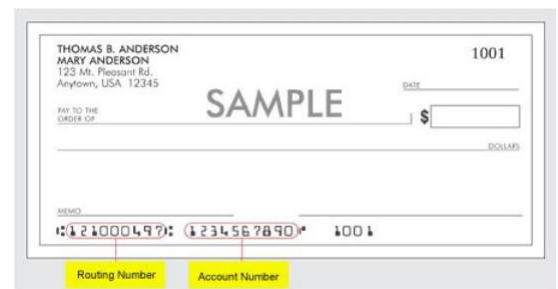 THOMAS B. ANDERSON 1001
MARY ANDERSON
123 Mt. Pleasant Rd.
Anytown, USA 12345
DATE
SAMPLE
PAY TO THE
ORDER OF $
DOLLARS
MEMO
⑆121000497⑆ 1234567890⑈ 1001
Routing Number Account Number